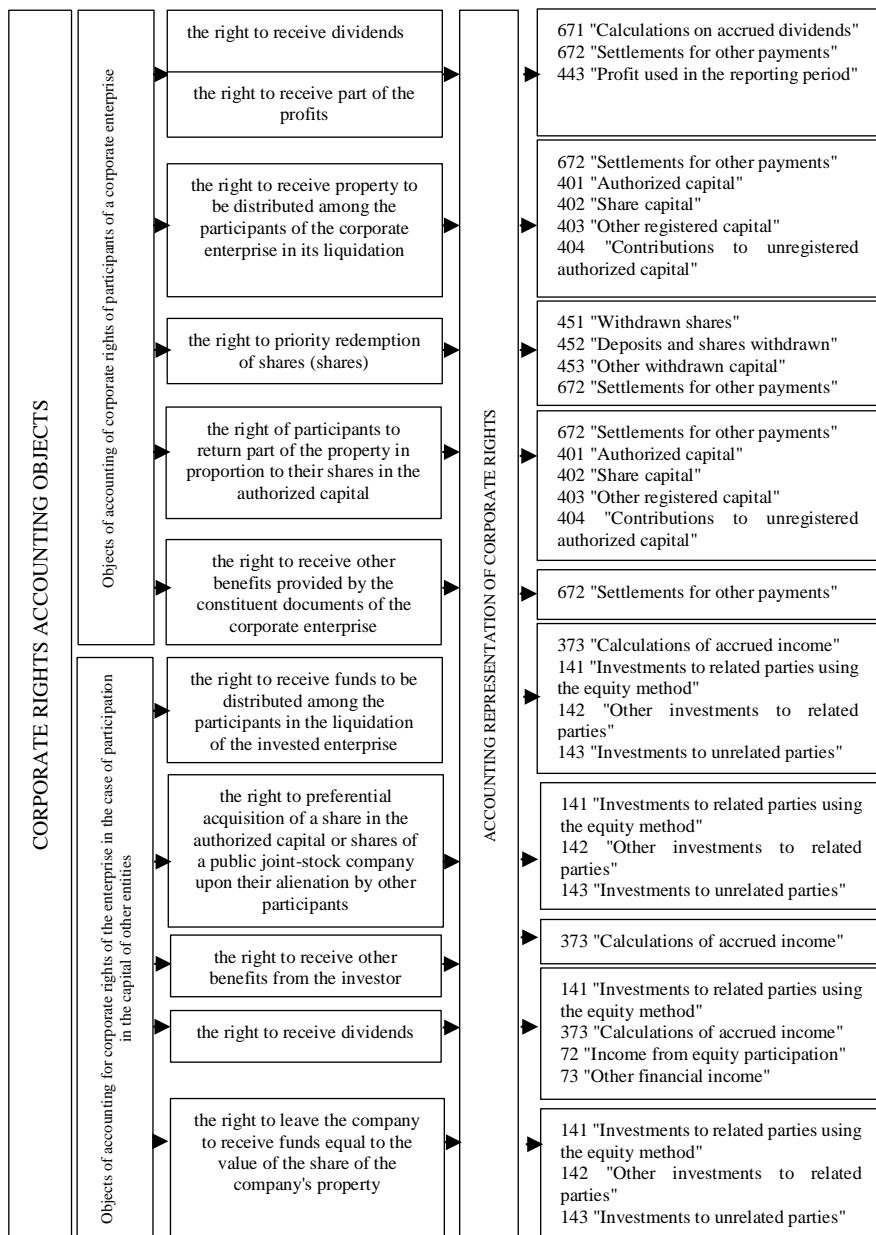 CORPORATE RIGHTS ACCOUNTING OBJECTS
Objects of accounting of corporate rights of participants of a corporate enterprise
the right to receive dividends
the right to receive part of the
profits
the right to receive property to
be distributed among the
participants of the corporate
enterprise in its liquidation
the right to priority redemption
of shares (shares)
the right of participants to
return part of the property in
proportion to their shares in the
authorized capital
the right to receive other
benefits provided by the
constituent documents of the
corporate enterprise
Objects of accounting for corporate rights of the enterprise in the case of participation
in the capital of other entities
the right to receive funds to be
distributed among the
participants in the liquidation
of the invested enterprise
the right to preferential
acquisition of a share in the
authorized capital or shares of
a public joint-stock company
upon their alienation by other
participants
the right to receive other
benefits from the investor
the right to receive dividends
the right to leave the company
to receive funds equal to the
value of the share of the
company's property
ACCOUNTING REPRESENTATION OF CORPORATE RIGHTS
671 "Calculations on accrued dividends"
672 "Settlements for other payments"
443 "Profit used in the reporting period"
672 "Settlements for other payments"
401 "Authorized capital"
402 "Share capital"
403 "Other registered capital"
404 "Contributions to unregistered
authorized capital"
451 "Withdrawn shares"
452 "Deposits and shares withdrawn"
453 "Other withdrawn capital"
672 "Settlements for other payments"
672 "Settlements for other payments"
401 "Authorized capital"
402 "Share capital"
403 "Other registered capital"
404 "Contributions to unregistered
authorized capital"
672 "Settlements for other payments"
373 "Calculations of accrued income"
141 "Investments to related parties using
the equity method"
142 "Other investments to related
parties"
143 "Investments to unrelated parties"
141 "Investments to related parties using
the equity method"
142 "Other investments to related
parties"
143 "Investments to unrelated parties"
373 "Calculations of accrued income"
141 "Investments to related parties using
the equity method"
373 "Calculations of accrued income"
72 "Income from equity participation"
73 "Other financial income"
141 "Investments to related parties using
the equity method"
142 "Other investments to related
parties"
143 "Investments to unrelated parties"